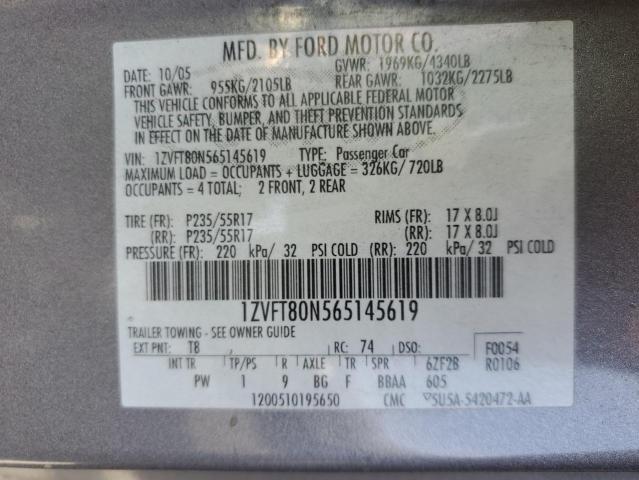 MFD. BY FORD MOTOR CO.
DATE: 10/05 GVWR: 1969KG/4340LB
FRONT GAWR: 955KG/2105LB REAR GAWR: 1032KG/2275LB
THIS VEHICLE CONFORMS TO ALL APPLICABLE FEDERAL MOTOR
VEHICLE SAFETY, BUMPER, AND THEFT PREVENTION STANDARDS
IN EFFECT ON THE DATE OF MANUFACTURE SHOWN ABOVE.
VIN: 1ZVFT80N565145619 TYPE: Passenger Car
MAXIMUM LOAD = OCCUPANTS + LUGGAGE = 326KG/720LB
OCCUPANTS = 4 TOTAL; 2 FRONT, 2 REAR
TIRE (FR): P235/55R17 RIMS (FR): 17 X 8.0J
(RR): P235/55R17 (RR): 17 X 8.0J
PRESSURE (FR): 220 kPa/ 32 PSI COLD (RR): 220 kPa/ 32 PSI COLD
1ZVFT80N565145619
TRAILER TOWING - SEE OWNER GUIDE
EXT PNT: T8 RC: 74 DSO: F0054
INT TR TP/PS R AXLE TR SPR 6ZF2B R0106
PW 1 9 BG F BBAA 605
1200510195650 CMC 5U5A-5420472-AA